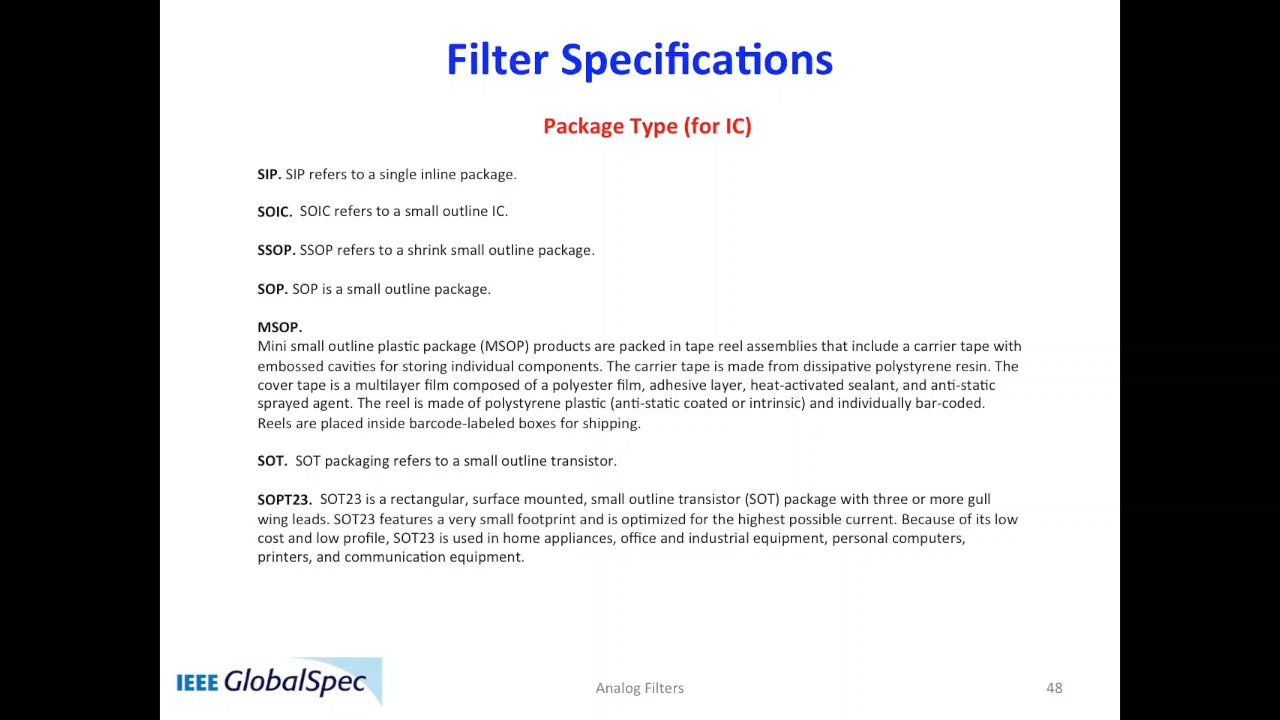 Filter Specifications
Package Type (for IC)
SIP. SIP refers to a single inline package.
SOIC. SOIC refers to a small outline IC.
SSOP. SSOP refers to a shrink small outline package.
SOP. SOP is a small outline package.
MSOP.
Mini small outline plastic package (MSOP) products are packed in tape reel assemblies that include a carrier tape with
embossed cavities for storing individual components. The carrier tape is made from dissipative polystyrene resin. The
cover tape is a multilayer film composed of a polyester film, adhesive layer, heat-activated sealant, and anti-static
sprayed agent. The reel is made of polystyrene plastic (anti-static coated or intrinsic) and individually bar-coded.
Reels are placed inside barcode-labeled boxes for shipping.
SOT. SOT packaging refers to a small outline transistor.
SOPT23. SOT23 is a rectangular, surface mounted, small outline transistor (SOT) package with three or more gull
wing leads. SOT23 features a very small footprint and is optimized for the highest possible current. Because of its low
cost and low profile, SOT23 is used in home appliances, office and industrial equipment, personal computers,
printers, and communication equipment.
IEEE GlobalSpec
Analog Filters
48